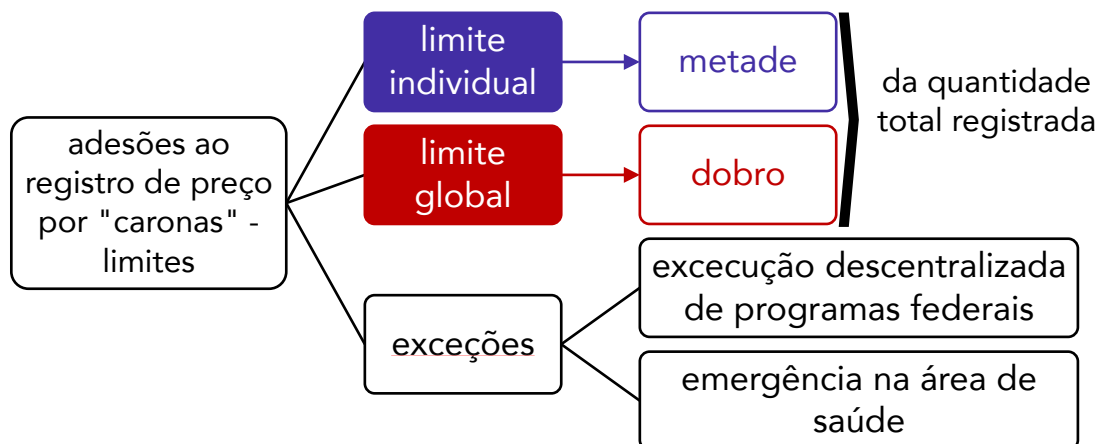 adesões ao
registro de preço
por "caronas" -
limites
limite
individual
metade
limite
global
dobro
da quantidade
total registrada
exceções
excecução descentralizada
de programas federais
emergência na área de
saúde